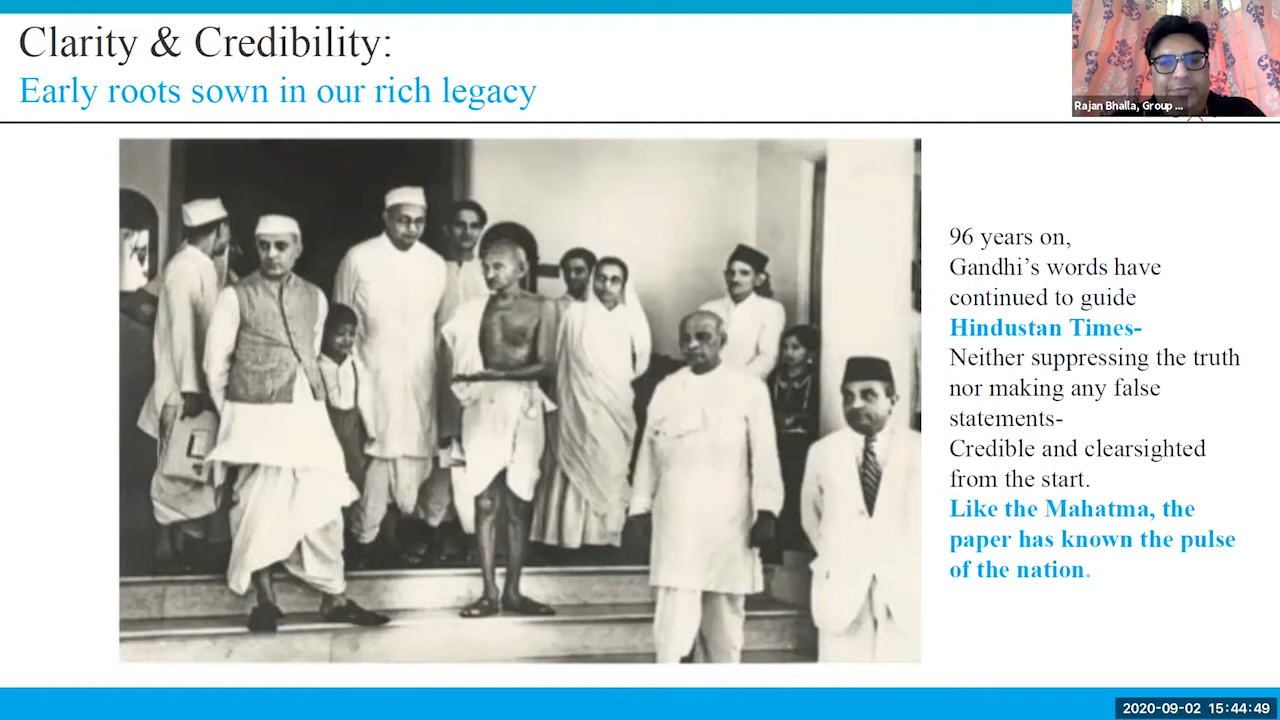 Clarity & Credibility:
Early roots sown in our rich legacy
Rajan Bhalla, Group ...
96 years on,
Gandhi’s words have
continued to guide
Hindustan Times-
Neither suppressing the truth
nor making any false
statements-
Credible and clearsighted
from the start.
Like the Mahatma, the
paper has known the pulse
of the nation.
2020-09-02 15:44:49